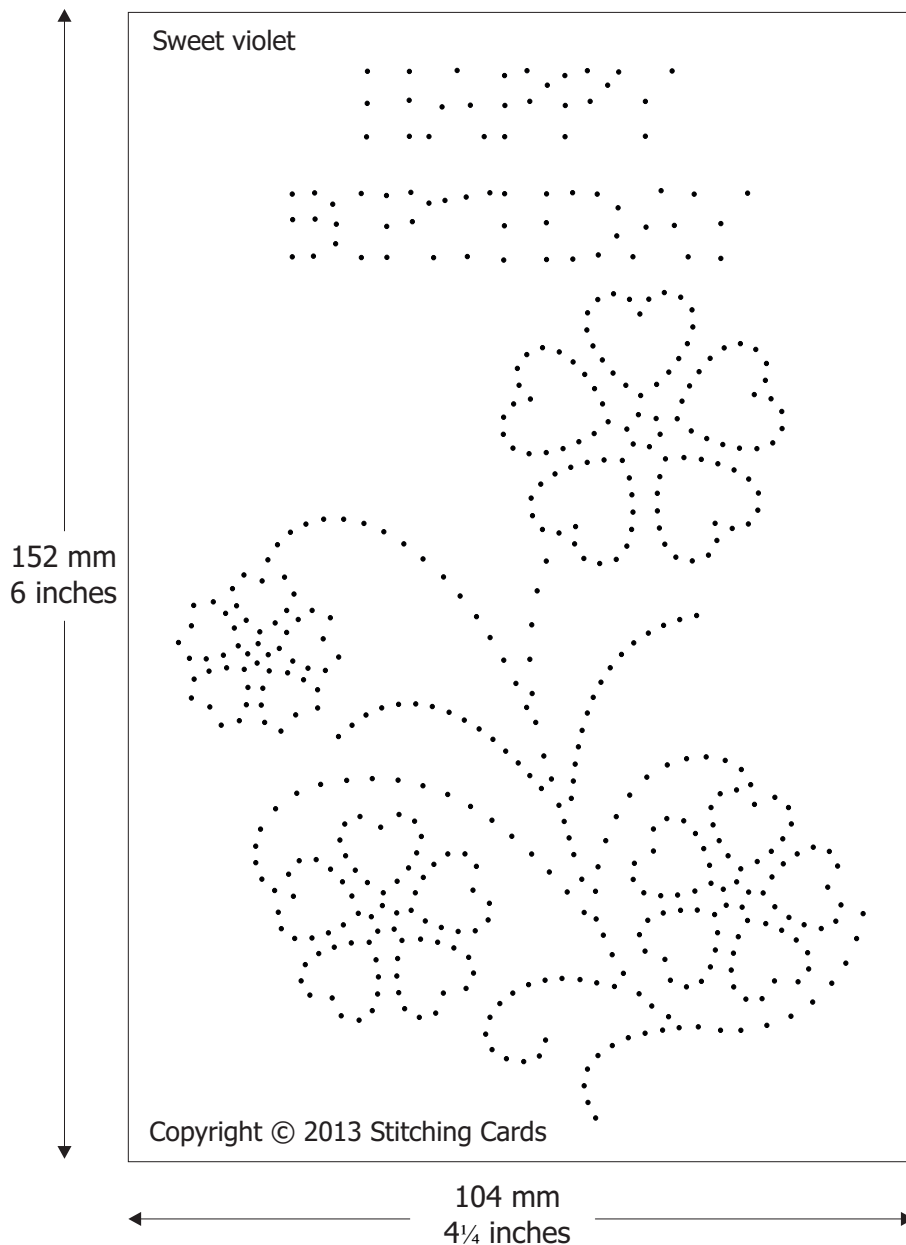 Sweet violet
152 mm
6 inches
Copyright © 2013 Stitching Cards
104 mm
4¼ inches